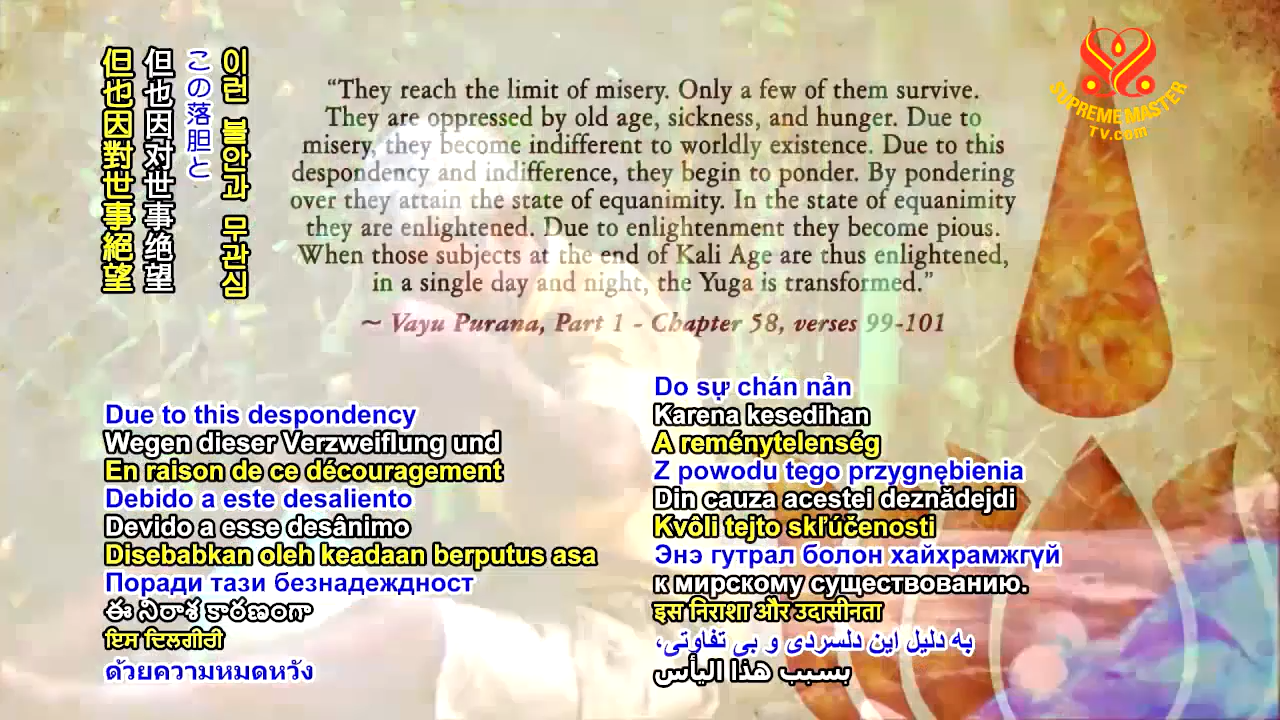 이런 불안과 무관심
この落胆と
但也因对世事绝望
但也因對世事絕望
“They reach the limit of misery. Only a few of them survive.
They are oppressed by old age, sickness, and hunger. Due to
misery, they become indifferent to worldly existence. Due to this
despondency and indifference, they begin to ponder. By pondering
over they attain the state of equanimity. In the state of equanimity
they are enlightened. Due to enlightenment they become pious.
When those subjects at the end of Kali Age are thus enlightened,
in a single day and night, the Yuga is transformed.”
~ Vayu Purana, Part 1 - Chapter 58, verses 99-101
SUPREME MASTER
TV.com
Due to this despondency
Wegen dieser Verzweiflung und
En raison de ce découragement
Debido a este desaliento
Devido a esse desânimo
Disebabkan oleh keadaan berputus asa
Поради тази безнадеждност
ఈ నిరాశ కారణంగా
ਇਸ ਦਿਲਗੀਰੀ
ด้วยความหมดหวัง
Do sự chán nản
Karena kesedihan
A reménytelenség
Z powodu tego przygnębienia
Din cauza acestei deznădejdi
Kvôli tejto skľúčenosti
Энэ гутрал болон хайхрамжгүй
к мирскому существованию.
इस निराशा और उदासीनता
به دلیل این دلسردی و بی تفاوتی،
بسبب هذا اليأس